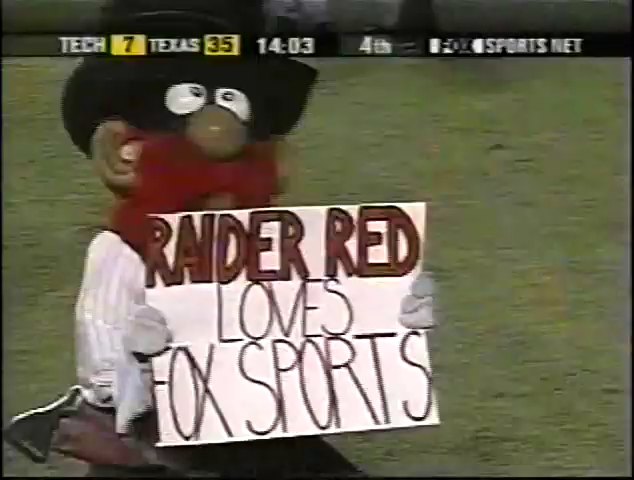 TECH 7 TEXAS 35 14:03 4th FOX SPORTS NET
RAIDER RED
LOVES
FOX SPORTS